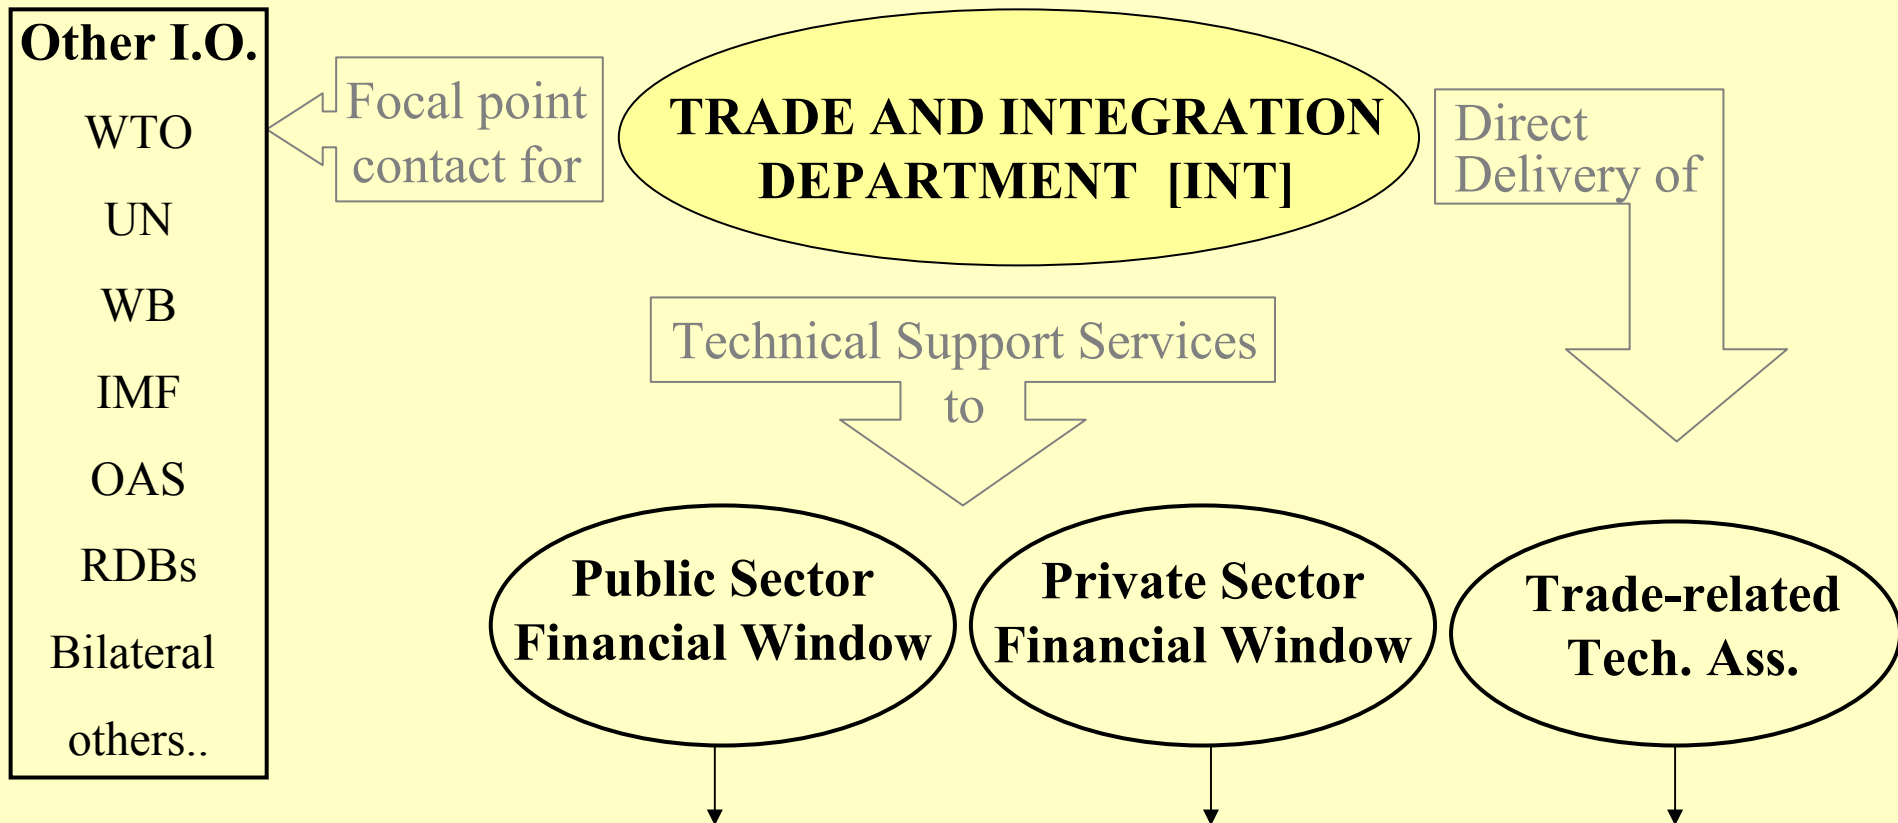 Other I.O.
WTO
UN
WB
IMF
OAS
RDBs
Bilateral
others..
Focal point
contact for
TRADE AND INTEGRATION
DEPARTMENT [INT]
Direct
Delivery of
Technical Support Services
to
Public Sector
Financial Window
Private Sector
Financial Window
Trade-related
Tech. Ass.